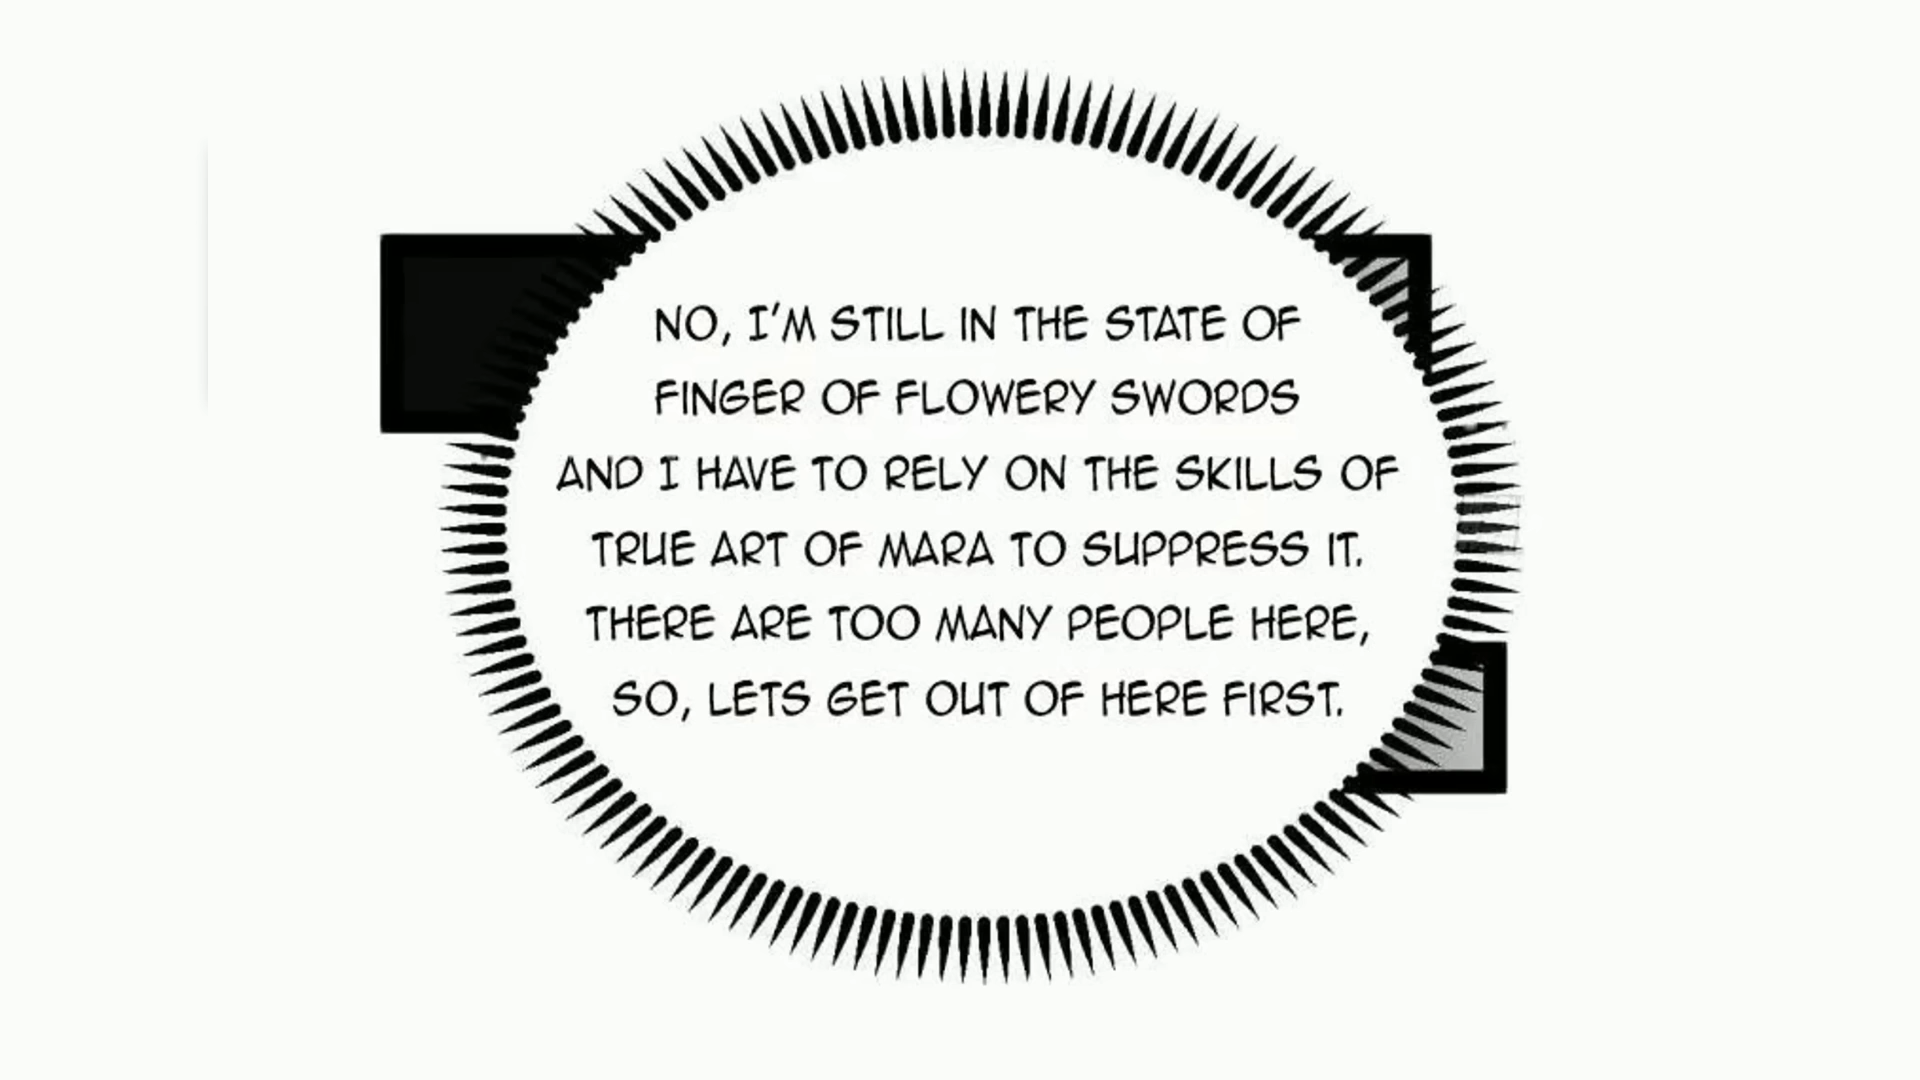 NO, I'M STILL IN THE STATE OF
FINGER OF FLOWERY SWORDS
AND I HAVE TO RELY ON THE SKILLS OF
TRUE ART OF MARA TO SUPPRESS IT.
THERE ARE TOO MANY PEOPLE HERE,
SO, LETS GET OUT OF HERE FIRST.